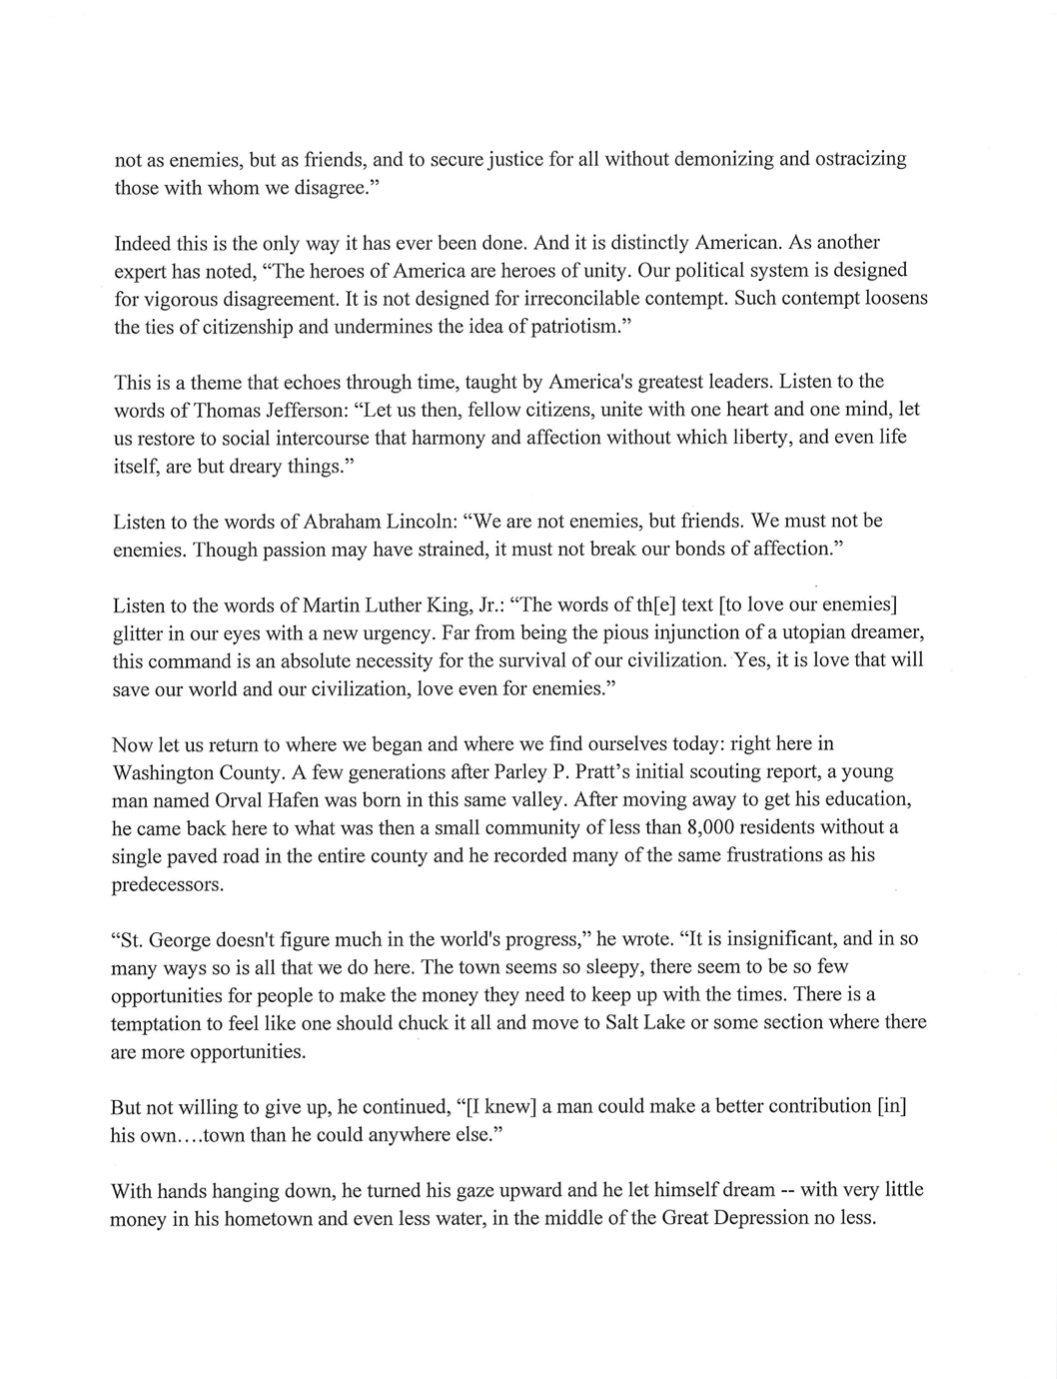 not as enemies, but as friends, and to secure justice for all without demonizing and ostracizing
those with whom we disagree.”
Indeed this is the only way it has ever been done. And it is distinctly American. As another
expert has noted, “The heroes of America are heroes of unity. Our political system is designed
for vigorous disagreement. It is not designed for irreconcilable contempt. Such contempt loosens
the ties of citizenship and undermines the idea of patriotism.”
This is a theme that echoes through time, taught by America's greatest leaders. Listen to the
words of Thomas Jefferson: “Let us then, fellow citizens, unite with one heart and one mind, let
us restore to social intercourse that harmony and affection without which liberty, and even life
itself, are but dreary things.”
Listen to the words of Abraham Lincoln: “We are not enemies, but friends. We must not be
enemies. Though passion may have strained, it must not break our bonds of affection.”
Listen to the words of Martin Luther King, Jr.: “The words of th[e] text [to love our enemies]
glitter in our eyes with a new urgency. Far from being the pious injunction of a utopian dreamer,
this command is an absolute necessity for the survival of our civilization. Yes, it is love that will
save our world and our civilization, love even for enemies.”
Now let us return to where we began and where we find ourselves today: right here in
Washington County. A few generations after Parley P. Pratt’s initial scouting report, a young
man named Orval Hafen was born in this same valley. After moving away to get his education,
he came back here to what was then a small community of less than 8,000 residents without a
single paved road in the entire county and he recorded many of the same frustrations as his
predecessors.
“St. George doesn't figure much in the world's progress,” he wrote. “It is insignificant, and in so
many ways so is all that we do here. The town seems so sleepy, there seem to be so few
opportunities for people to make the money they need to keep up with the times. There is a
temptation to feel like one should chuck it all and move to Salt Lake or some section where there
are more opportunities.
But not willing to give up, he continued, “[I knew] a man could make a better contribution [in]
his own….town than he could anywhere else.”
With hands hanging down, he turned his gaze upward and he let himself dream -- with very little
money in his hometown and even less water, in the middle of the Great Depression no less.